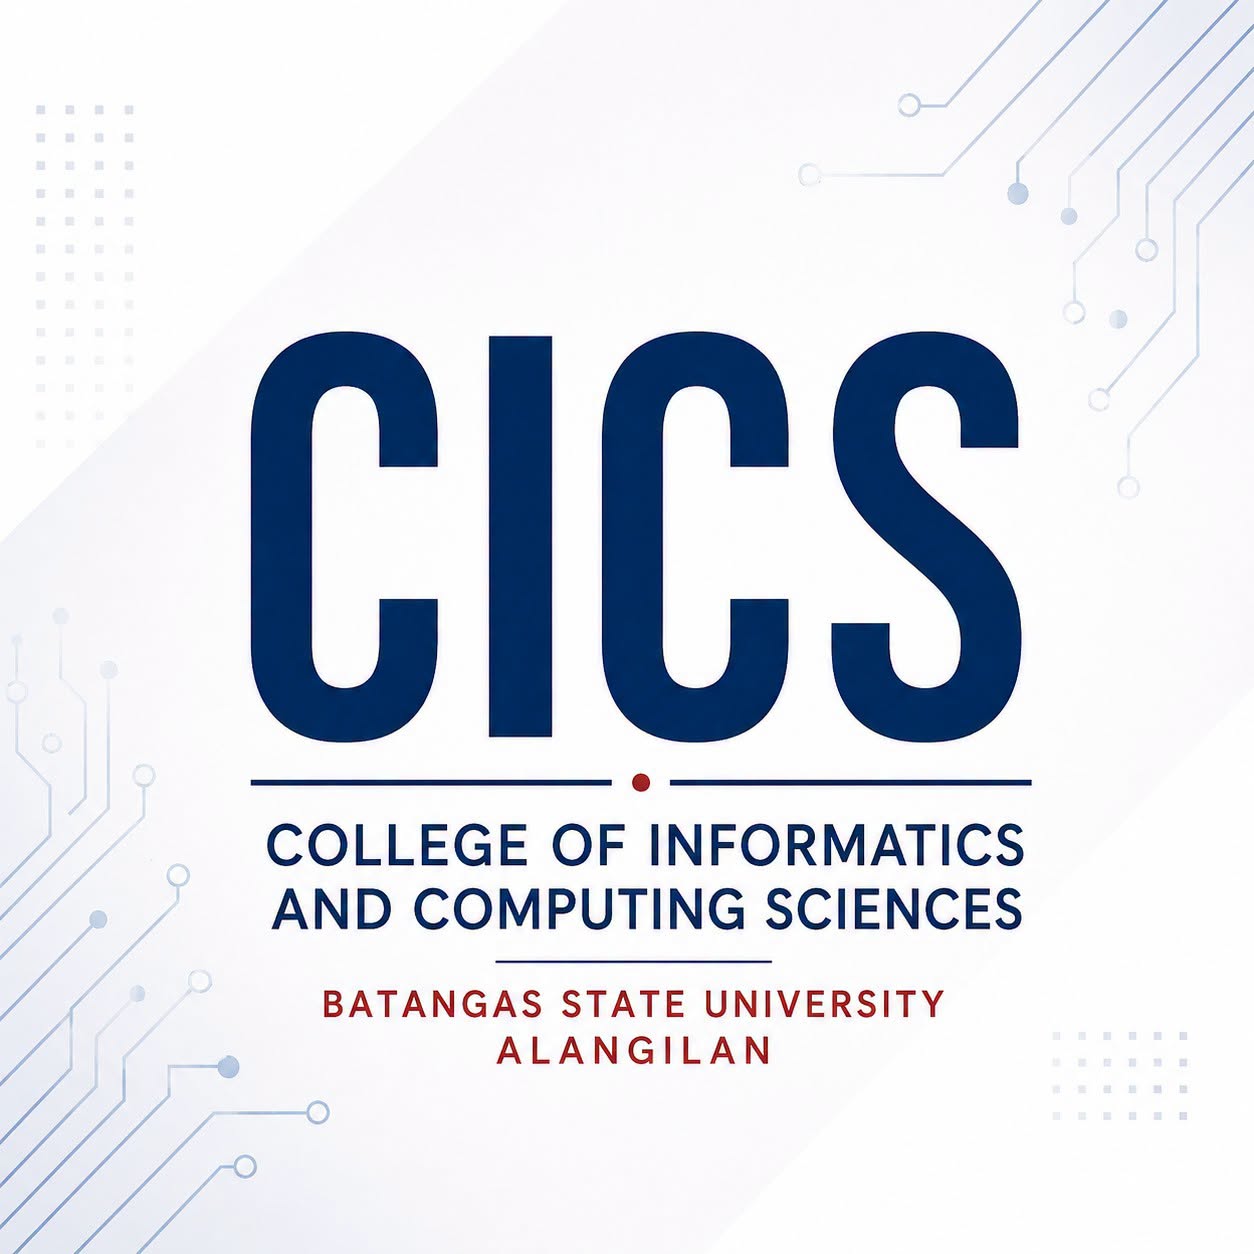 CICS
COLLEGE OF INFORMATICS
AND COMPUTING SCIENCES
BATANGAS STATE UNIVERSITY
ALANGILAN